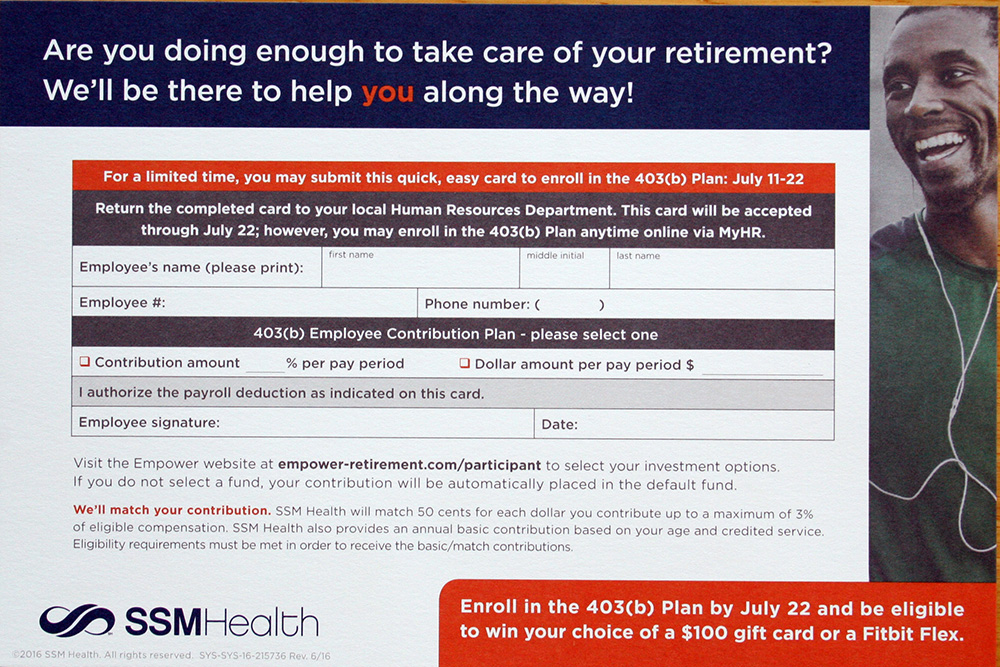 Are you doing enough to take care of your retirement?
We'll be there to help you along the way!
For a limited time, you may submit this quick, easy card to enroll in the 403(b) Plan: July 11-22
Return the completed card to your local Human Resources Department. This card will be accepted
through July 22; however, you may enroll in the 403(b) Plan anytime online via MyHR.
Employee's name (please print): first name middle initial last name
Employee #: Phone number: ( )
403(b) Employee Contribution Plan - please select one
❑ Contribution amount _____% per pay period ❑ Dollar amount per pay period $ _______________
I authorize the payroll deduction as indicated on this card.
Employee signature: Date:
Visit the Empower website at empower-retirement.com/participant to select your investment options.
If you do not select a fund, your contribution will be automatically placed in the default fund.
We'll match your contribution. SSM Health will match 50 cents for each dollar you contribute up to a maximum of 3%
of eligible compensation. SSM Health also provides an annual basic contribution based on your age and credited service.
Eligibility requirements must be met in order to receive the basic/match contributions.
SSMHealth
©2016 SSM Health. All rights reserved. SYS-SYS-16-215736 Rev. 6/16
Enroll in the 403(b) Plan by July 22 and be eligible
to win your choice of a $100 gift card or a Fitbit Flex.